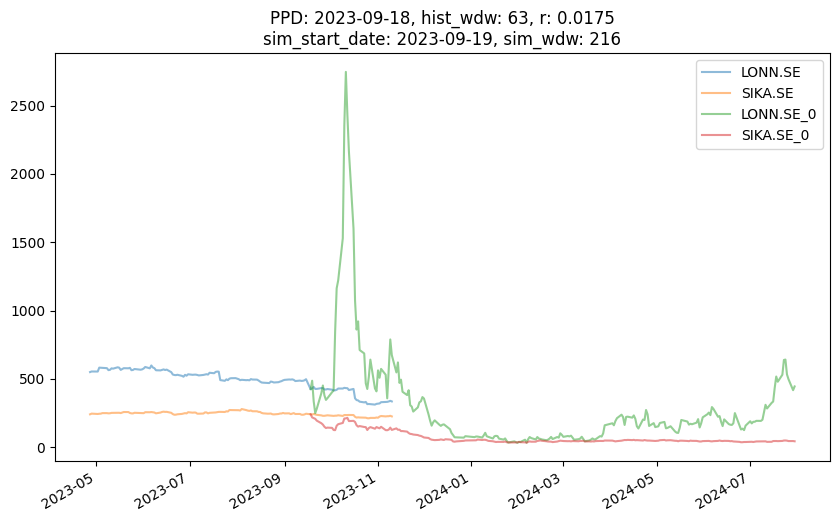 PPD: 2023-09-18, hist_wdw: 63, r: 0.0175
sim_start_date: 2023-09-19, sim_wdw: 216
LONN.SE
SIKA.SE
LONN.SE_0
SIKA.SE_0
2500
2000
1500
1000
500
0
2023-05
2023-07
2023-09
2023-11
2024-01
2024-03
2024-05
2024-07